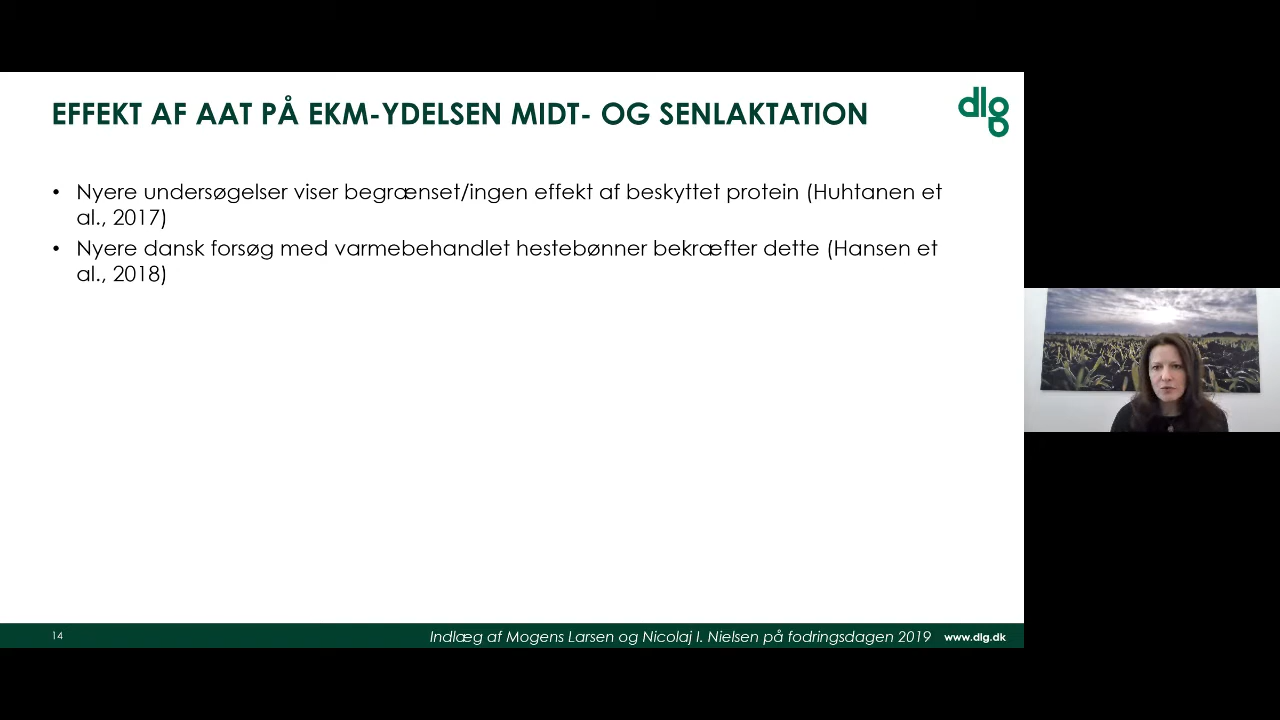 EFFEKT AF AAT PÅ EKM-YDELSEN MIDT- OG SENLAKTATION
dlg
• Nyere undersøgelser viser begrænset/ingen effekt af beskyttet protein (Huhtanen et
al., 2017)
• Nyere dansk forsøg med varmebehandlet hestebønner bekræfter dette (Hansen et
al., 2018)
14
Indlæg af Mogens Larsen og Nicolaj I. Nielsen på fodringsdagen 2019
www.dlg.dk